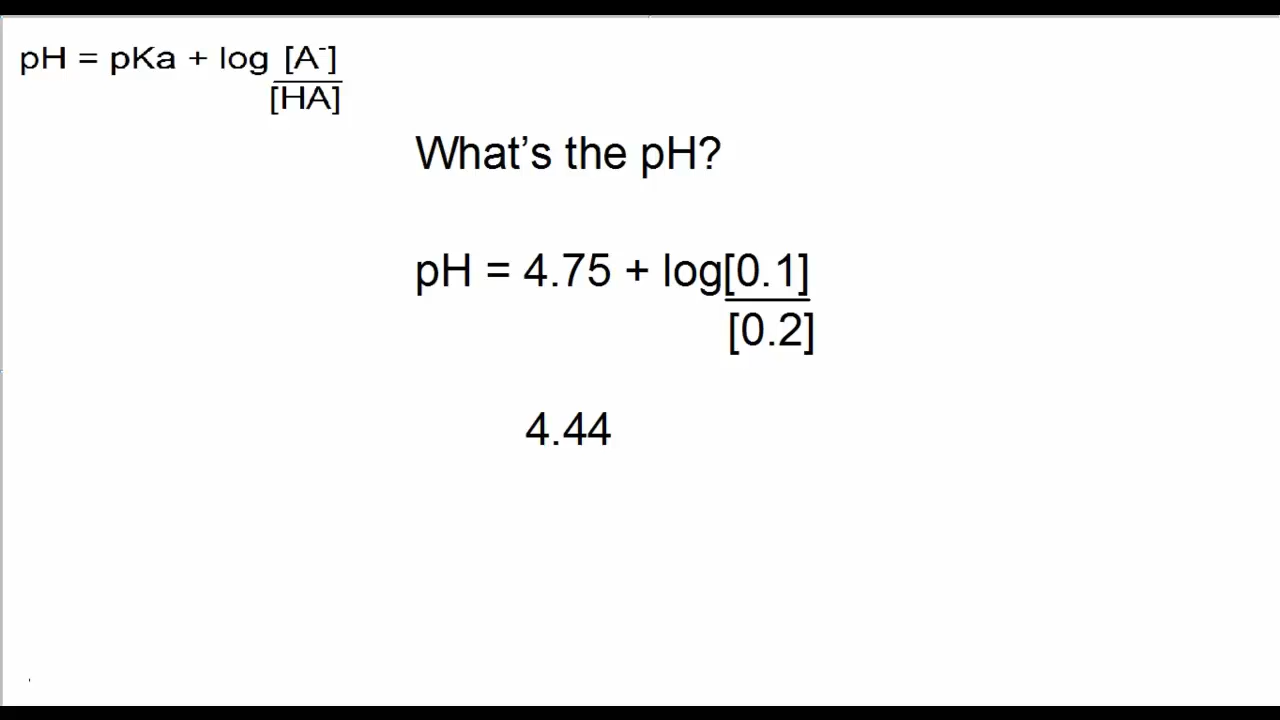 pH = pKa + log [A⁻]
[HA]
What's the pH?
pH = 4.75 + log[0.1]
[0.2]
4.44